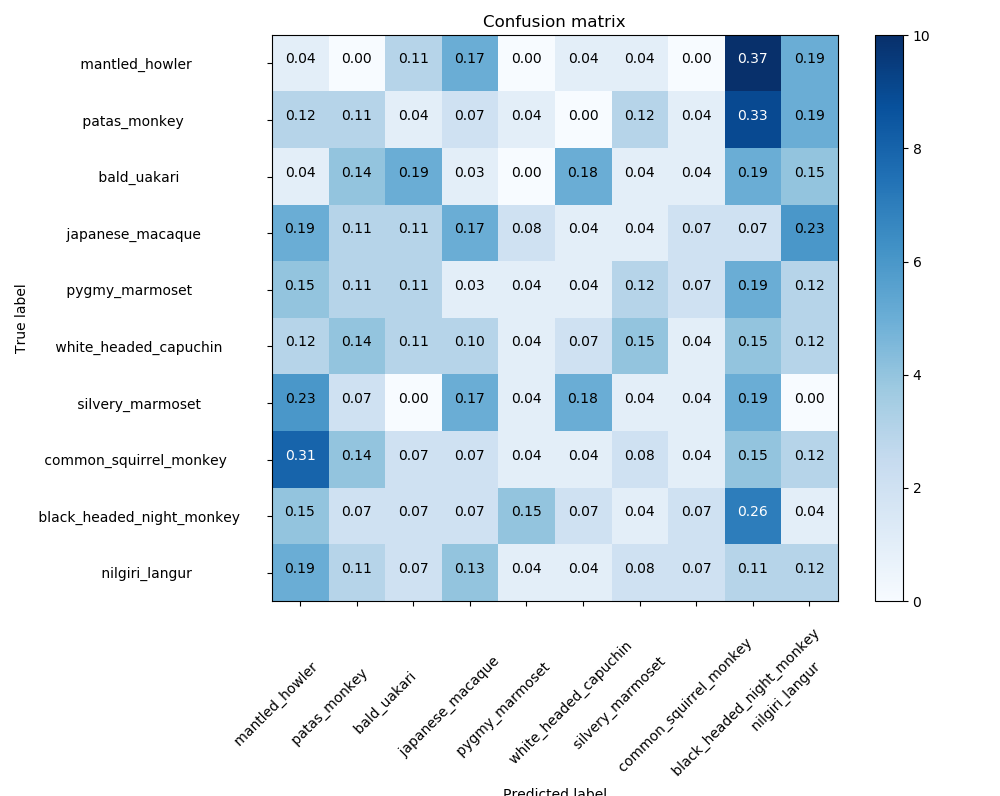 Confusion matrix
mantled_howler 0.04 0.00 0.11 0.17 0.00 0.04 0.04 0.00 0.37 0.19
patas_monkey 0.12 0.11 0.04 0.07 0.04 0.00 0.12 0.04 0.33 0.19
bald_uakari 0.04 0.14 0.19 0.03 0.00 0.18 0.04 0.04 0.19 0.15
japanese_macaque 0.19 0.11 0.11 0.17 0.08 0.04 0.04 0.07 0.07 0.23
pygmy_marmoset 0.15 0.11 0.11 0.03 0.04 0.04 0.12 0.07 0.19 0.12
white_headed_capuchin 0.12 0.14 0.11 0.10 0.04 0.07 0.15 0.04 0.15 0.12
silvery_marmoset 0.23 0.07 0.00 0.17 0.04 0.18 0.04 0.04 0.19 0.00
common_squirrel_monkey 0.31 0.14 0.07 0.07 0.04 0.04 0.08 0.04 0.15 0.12
black_headed_night_monkey 0.15 0.07 0.07 0.07 0.15 0.07 0.04 0.07 0.26 0.04
nilgiri_langur 0.19 0.11 0.07 0.13 0.04 0.04 0.08 0.07 0.11 0.12
True label
mantled_howler
patas_monkey
bald_uakari
japanese_macaque
pygmy_marmoset
white_headed_capuchin
silvery_marmoset
common_squirrel_monkey
black_headed_night_monkey
nilgiri_langur
Predicted label
10
8
6
4
2
0